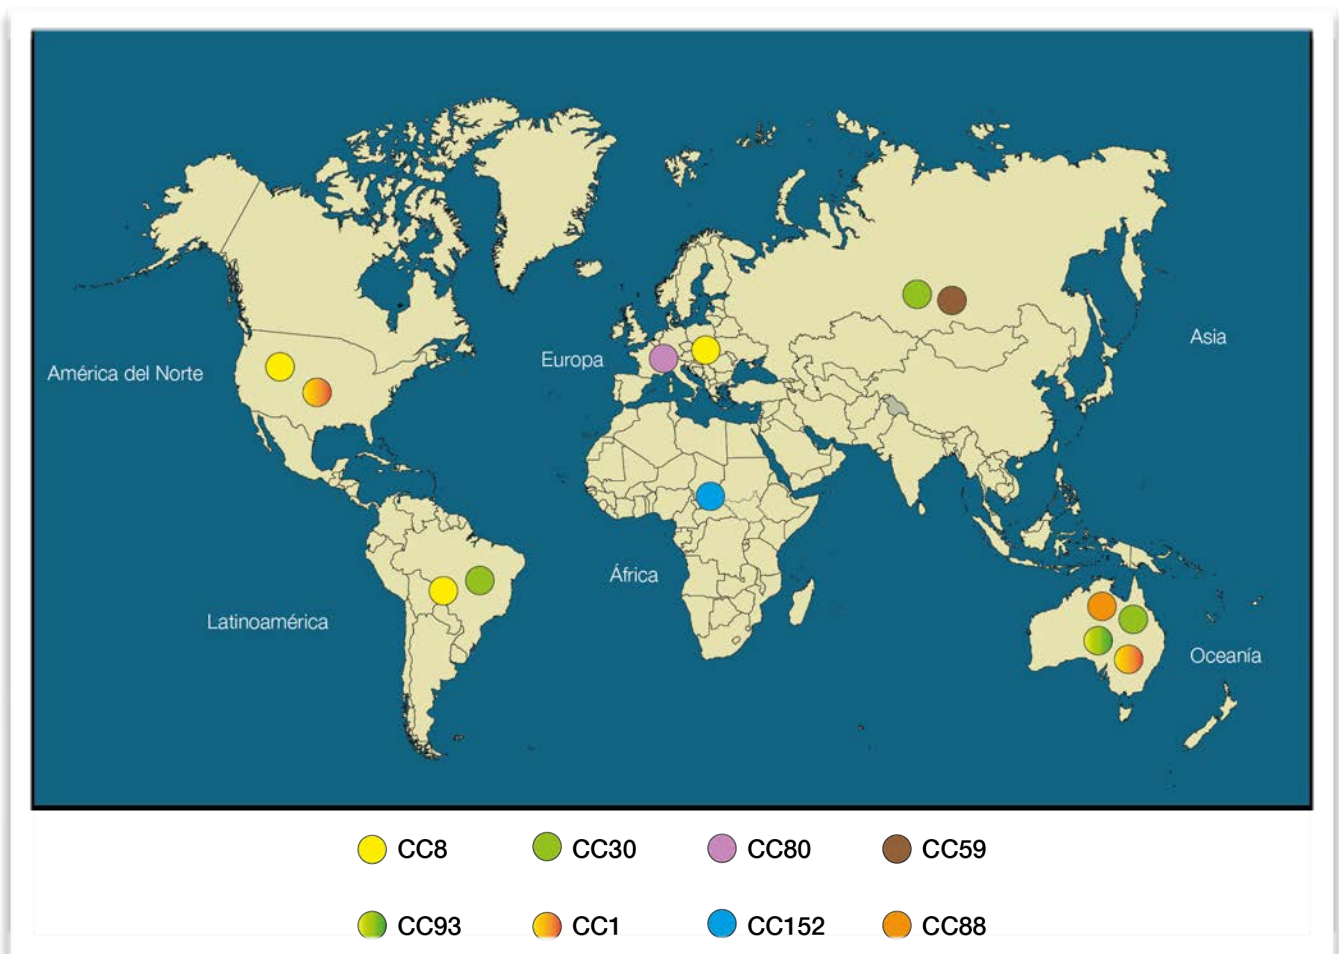 Asia
Europa
América del Norte
África
Latinoamérica
Oceanía
CC8 CC30 CC80 CC59
CC93 CC1 CC152 CC88